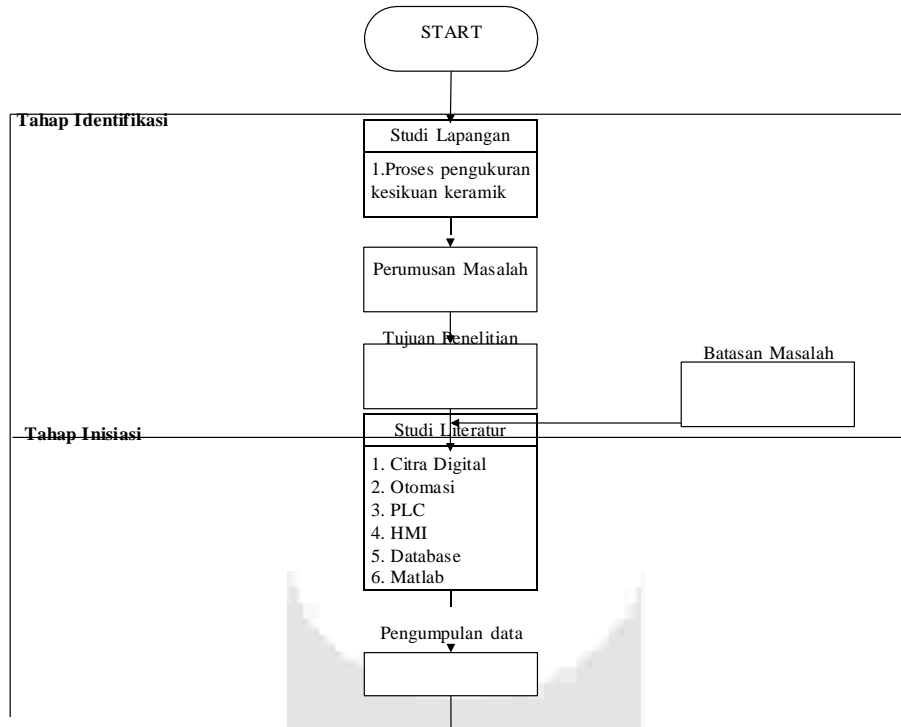 START
Tahap Identifikasi
Studi Lapangan
1.Proses pengukuran
kesikuan keramik
Perumusan Masalah
Tujuan Penelitian
Batasan Masalah
Tahap Inisiasi
Studi Literatur
1. Citra Digital
2. Otomasi
3. PLC
4. HMI
5. Database
6. Matlab
Pengumpulan data